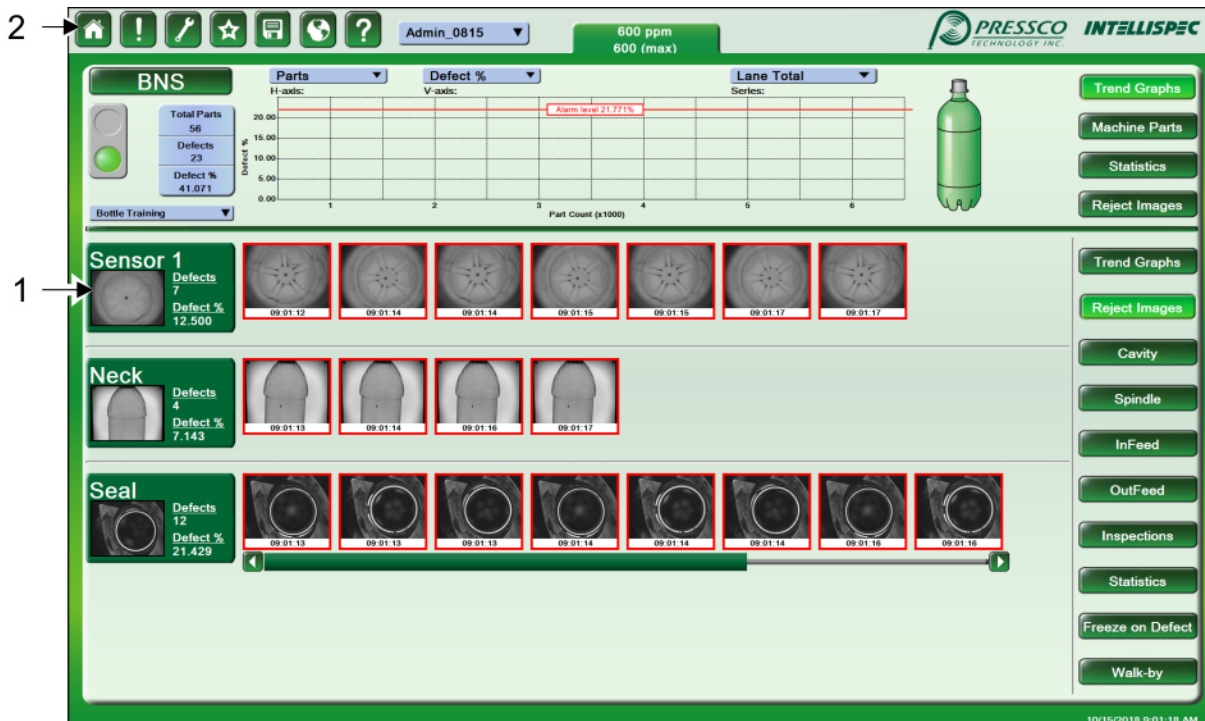 2
Admin_0815
600 ppm
600 (max)
PRESSCO
TECHNOLOGY INC.
INTELLISPEC
BNS
Total Parts
56
Defects
23
Defect %
41.071
Bottle Training
Parts
H-axis:
Defect %
V-axis:
Lane Total
Series:
Alarm level 21.771%
Defect %
20.00
15.00
10.00
5.00
0.00
1 2 3 4 5 6
Part Count (x1000)
Trend Graphs
Machine Parts
Statistics
Reject Images
1
Sensor 1
Defects
7
Defect %
12.500
09:01:12 09:01:14 09:01:14 09:01:15 09:01:15 09:01:17 09:01:17
Neck
Defects
4
Defect %
7.143
09:01:13 09:01:14 09:01:16 09:01:17
Seal
Defects
12
Defect %
21.429
09:01:13 09:01:13 09:01:13 09:01:14 09:01:14 09:01:14 09:01:16 09:01:16
Trend Graphs
Reject Images
Cavity
Spindle
InFeed
OutFeed
Inspections
Statistics
Freeze on Defect
Walk-by
10/15/2018 9:01:18 AM